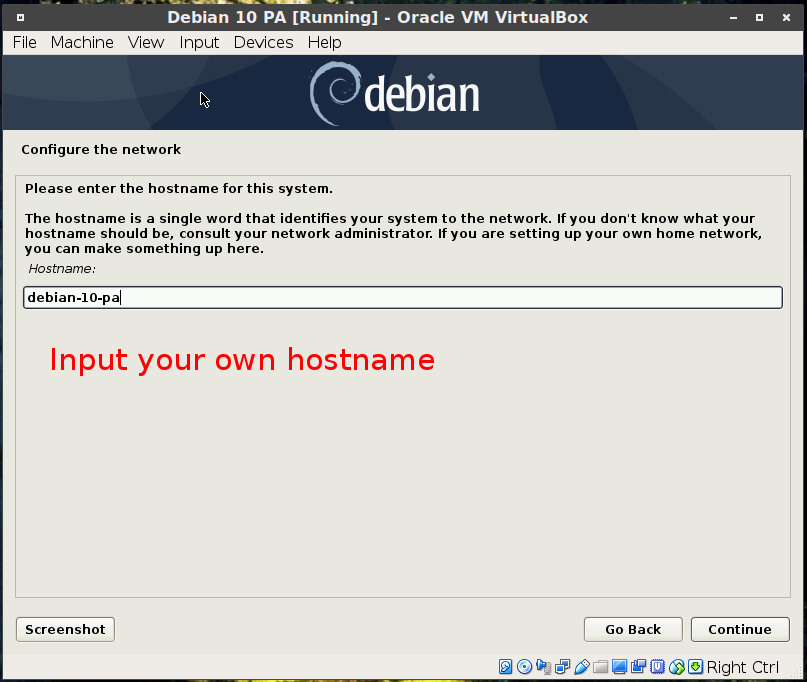 Debian 10 PA [Running] - Oracle VM VirtualBox
File Machine View Input Devices Help
debian
Configure the network
Please enter the hostname for this system.
The hostname is a single word that identifies your system to the network. If you don't know what your
hostname should be, consult your network administrator. If you are setting up your own home network,
you can make something up here.
Hostname:
debian-10-pa
Input your own hostname
Screenshot Go Back Continue
Right Ctrl